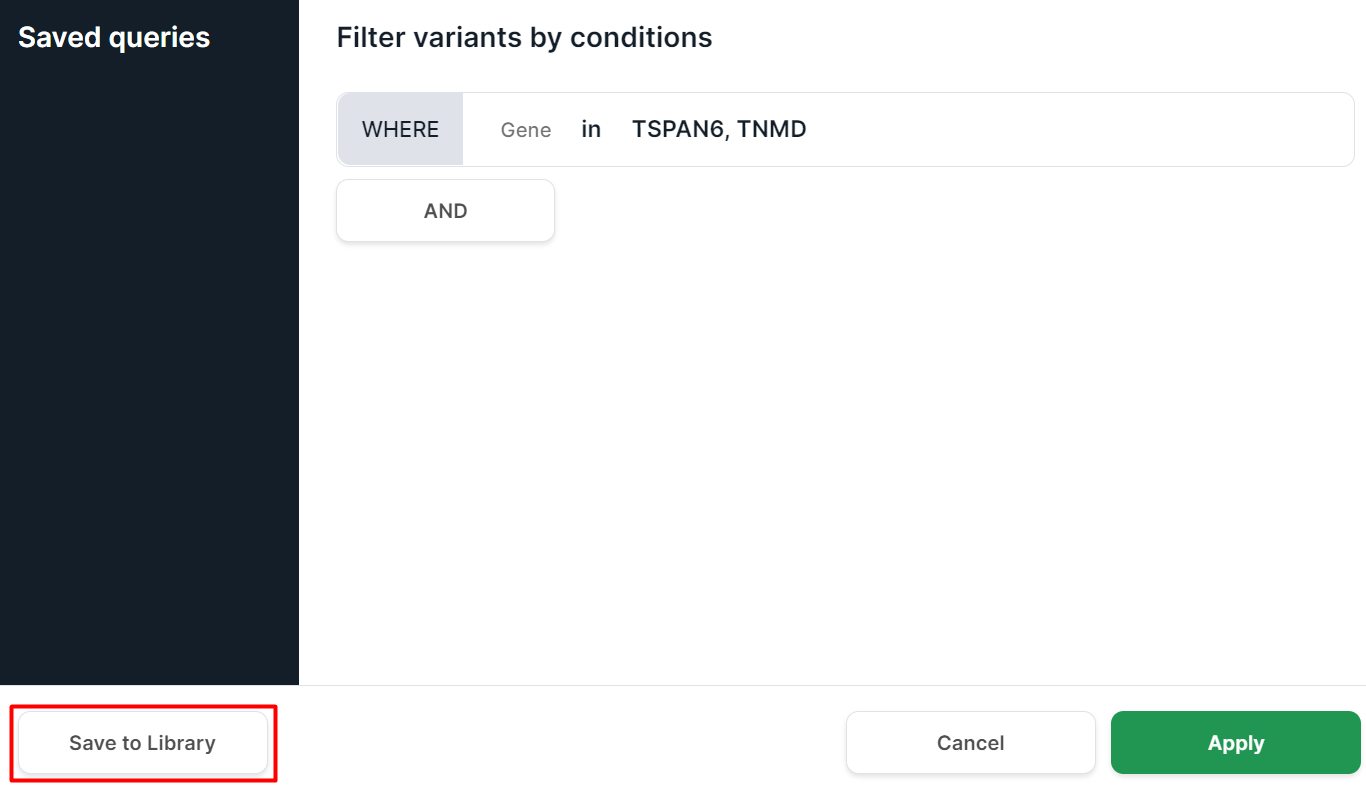 Saved queries
Filter variants by conditions
WHERE Gene in TSPAN6, TNMD
AND
Save to Library Cancel Apply